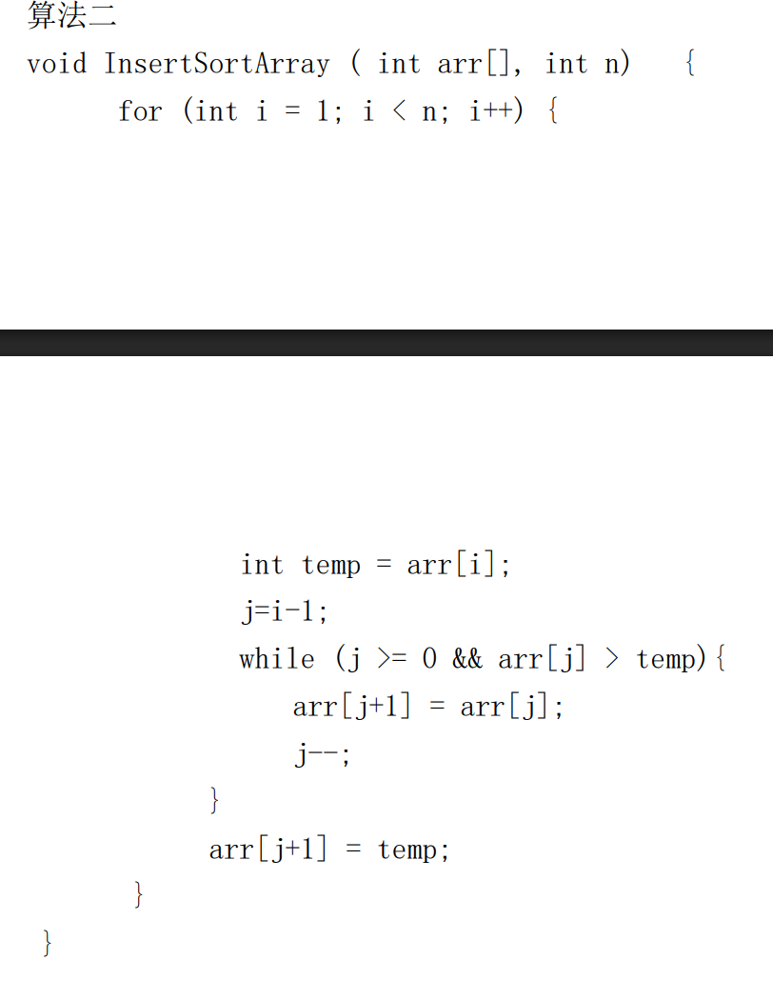 算法二
void InsertSortArray ( int arr[], int n)   {
for (int i = 1; i < n; i++) {
int temp = arr[i];
j=i-1;
while (j >= 0 && arr[j] > temp){
arr[j+1] = arr[j];
j--;
}
arr[j+1] = temp;
}
}